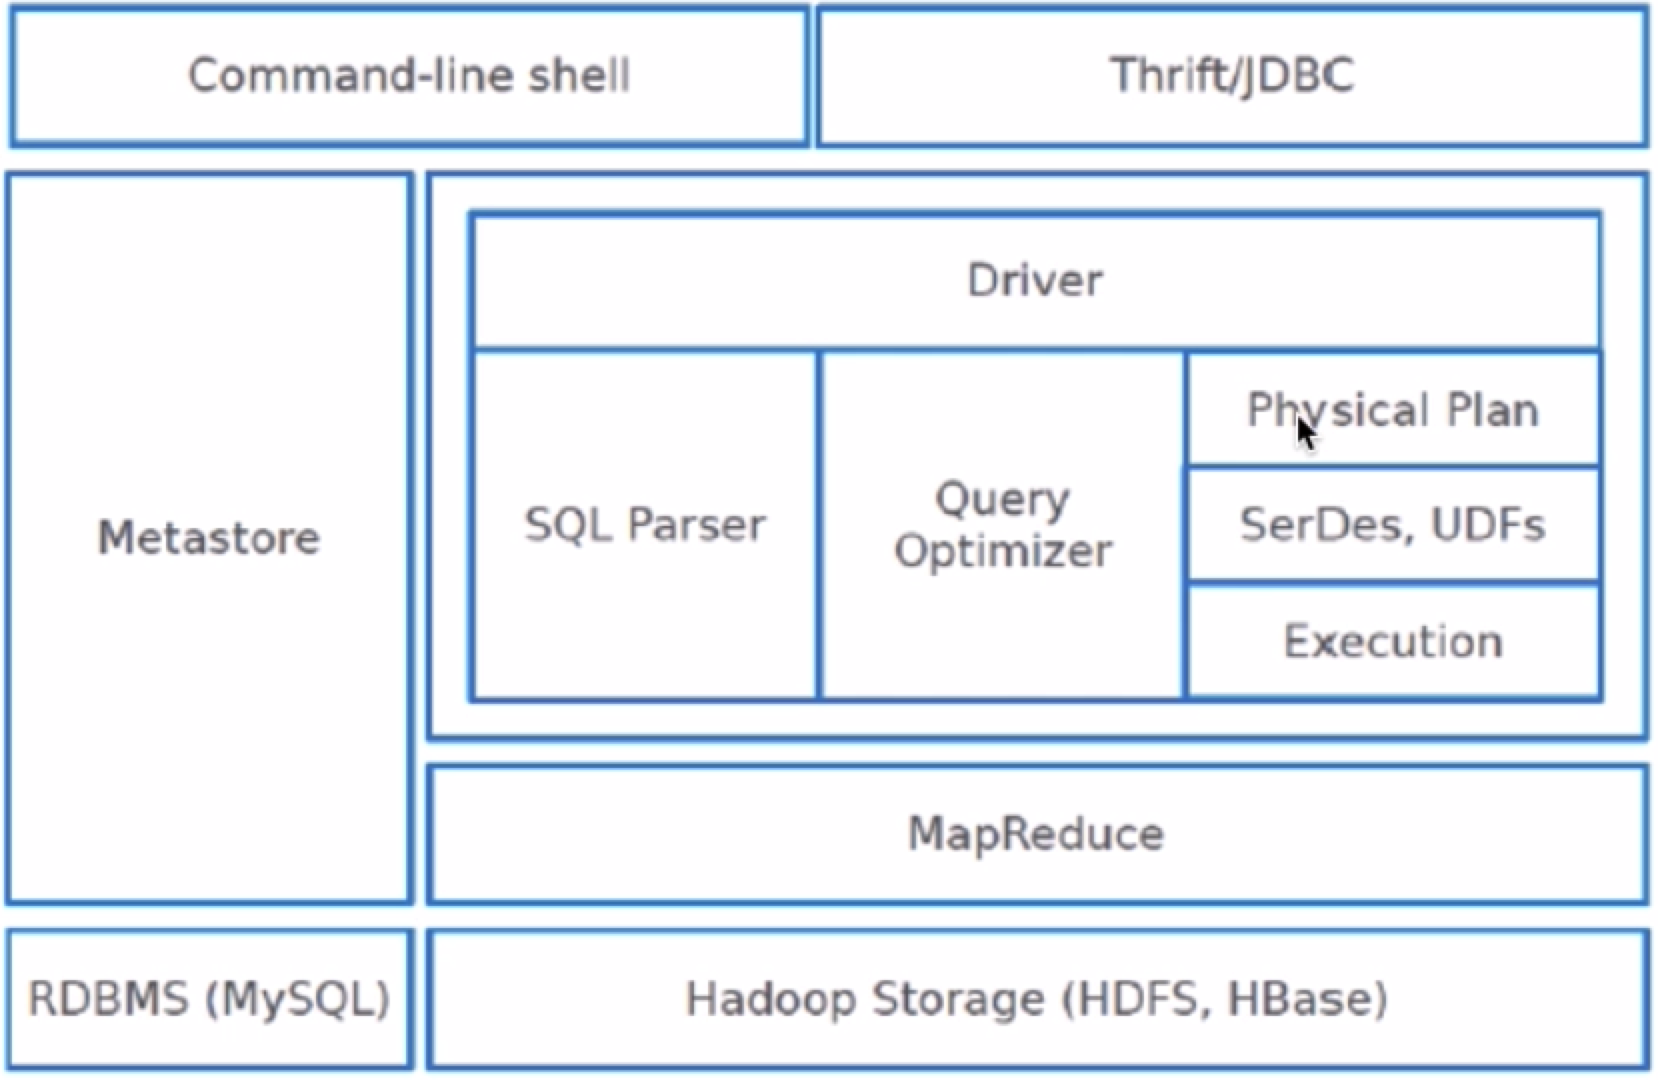 Command-line shell
Thrift/JDBC
Metastore
Driver
SQL Parser
Query
Optimizer
Physical Plan
SerDes, UDFs
Execution
MapReduce
RDBMS (MySQL)
Hadoop Storage (HDFS, HBase)